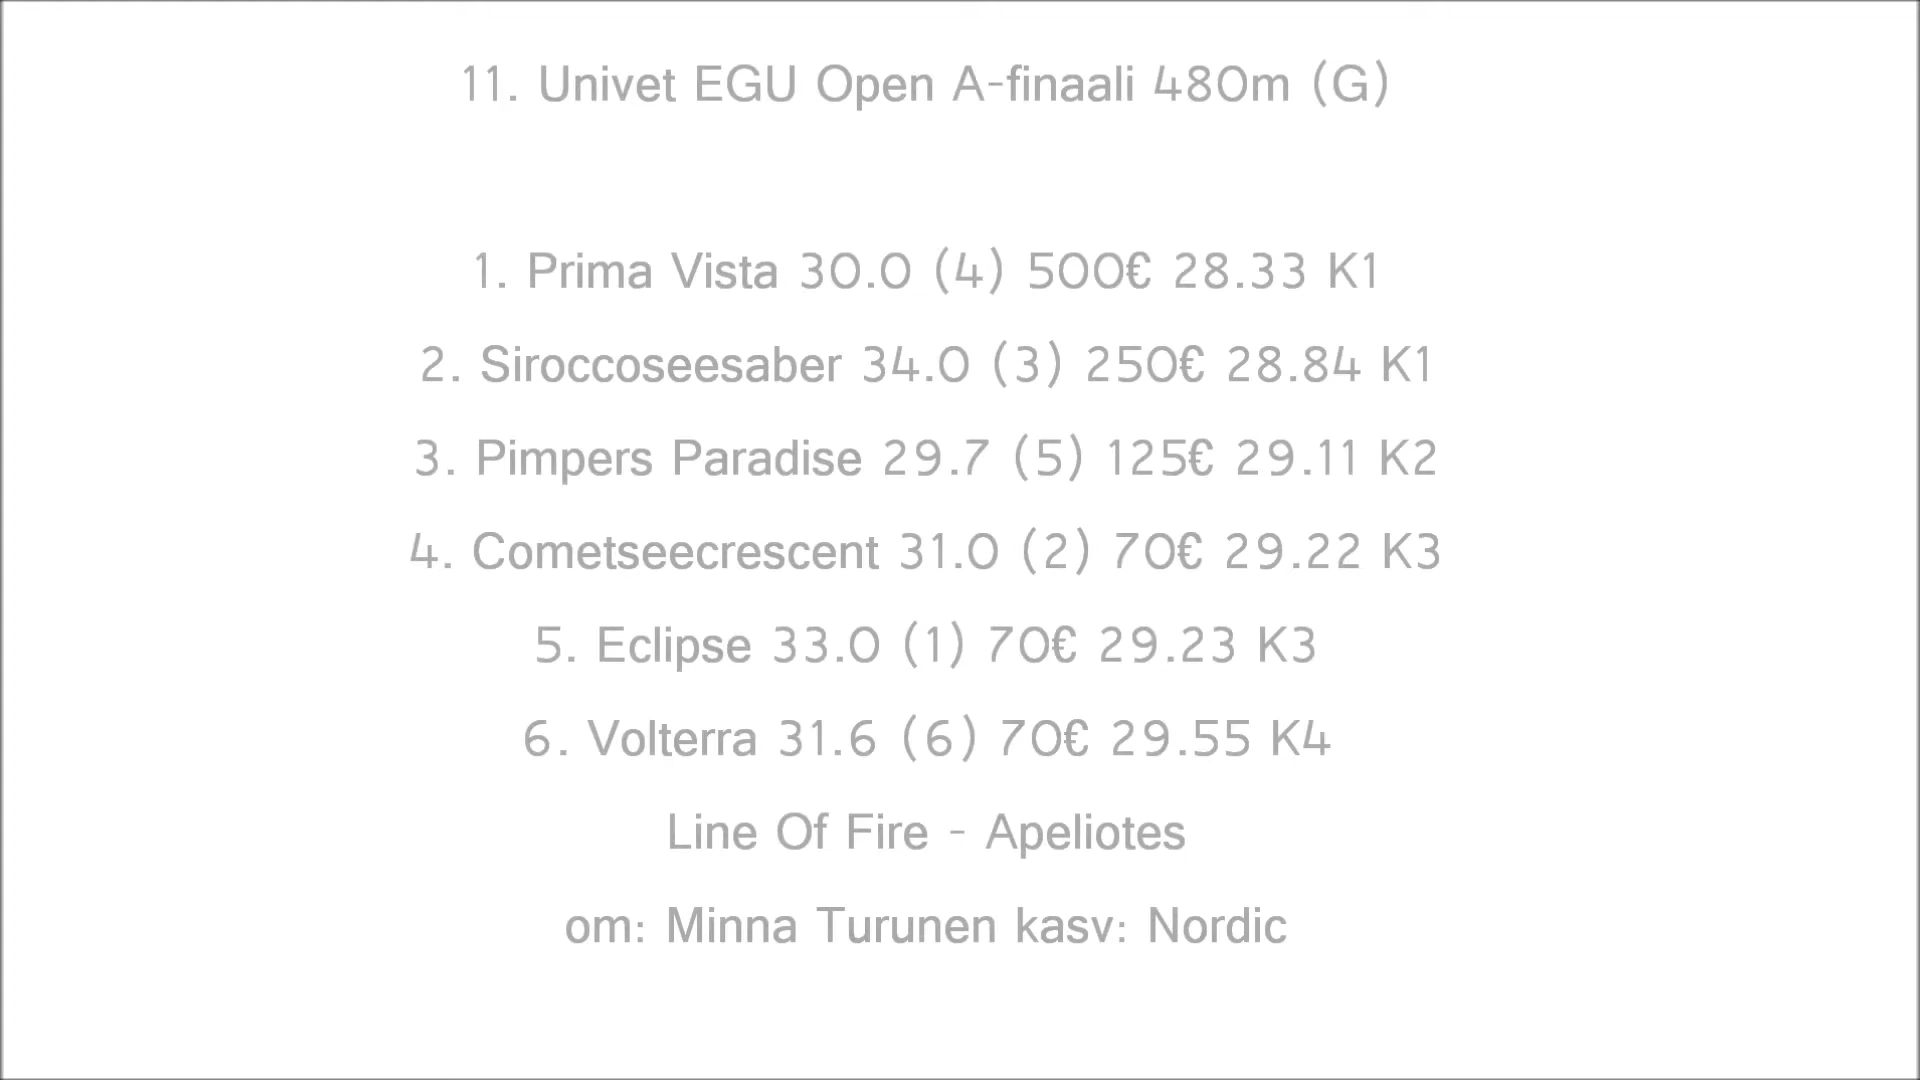 11. Univet EGU Open A-finaali 480m (G)
1. Prima Vista 30.0 (4) 500€ 28.33 K1
2. Siroccoseesaber 34.0 (3) 250€ 28.84 K1
3. Pimpers Paradise 29.7 (5) 125€ 29.11 K2
4. Cometseecrescent 31.0 (2) 70€ 29.22 K3
5. Eclipse 33.0 (1) 70€ 29.23 K3
6. Volterra 31.6 (6) 70€ 29.55 K4
Line Of Fire - Apeliotes
om: Minna Turunen kasv: Nordic